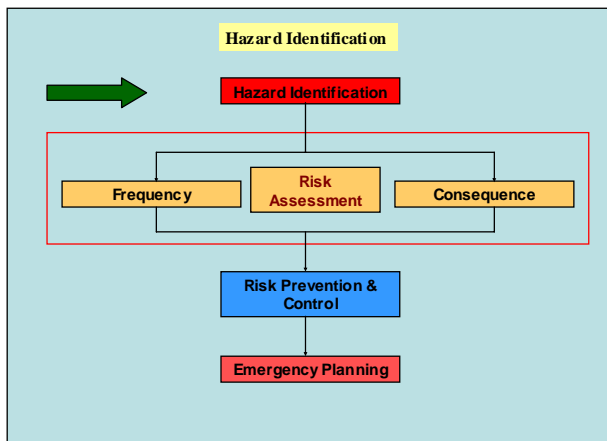 Hazard Identification
Hazard Identification
Frequency
Risk
Assessment
Consequence
Risk Prevention &
Control
Emergency Planning